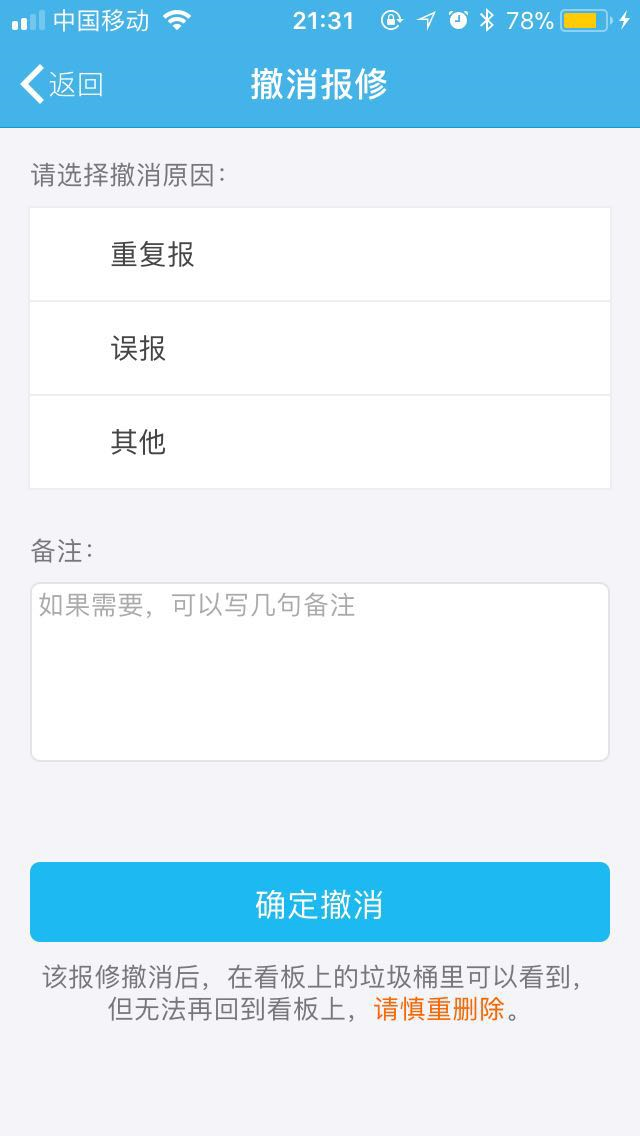 中国移动 21:31 78%
返回 撤消报修
请选择撤消原因：
重复报
误报
其他
备注：
如果需要，可以写几句备注
确定撤消
该报修撤消后，在看板上的垃圾桶里可以看到，
但无法再回到看板上，请慎重删除。